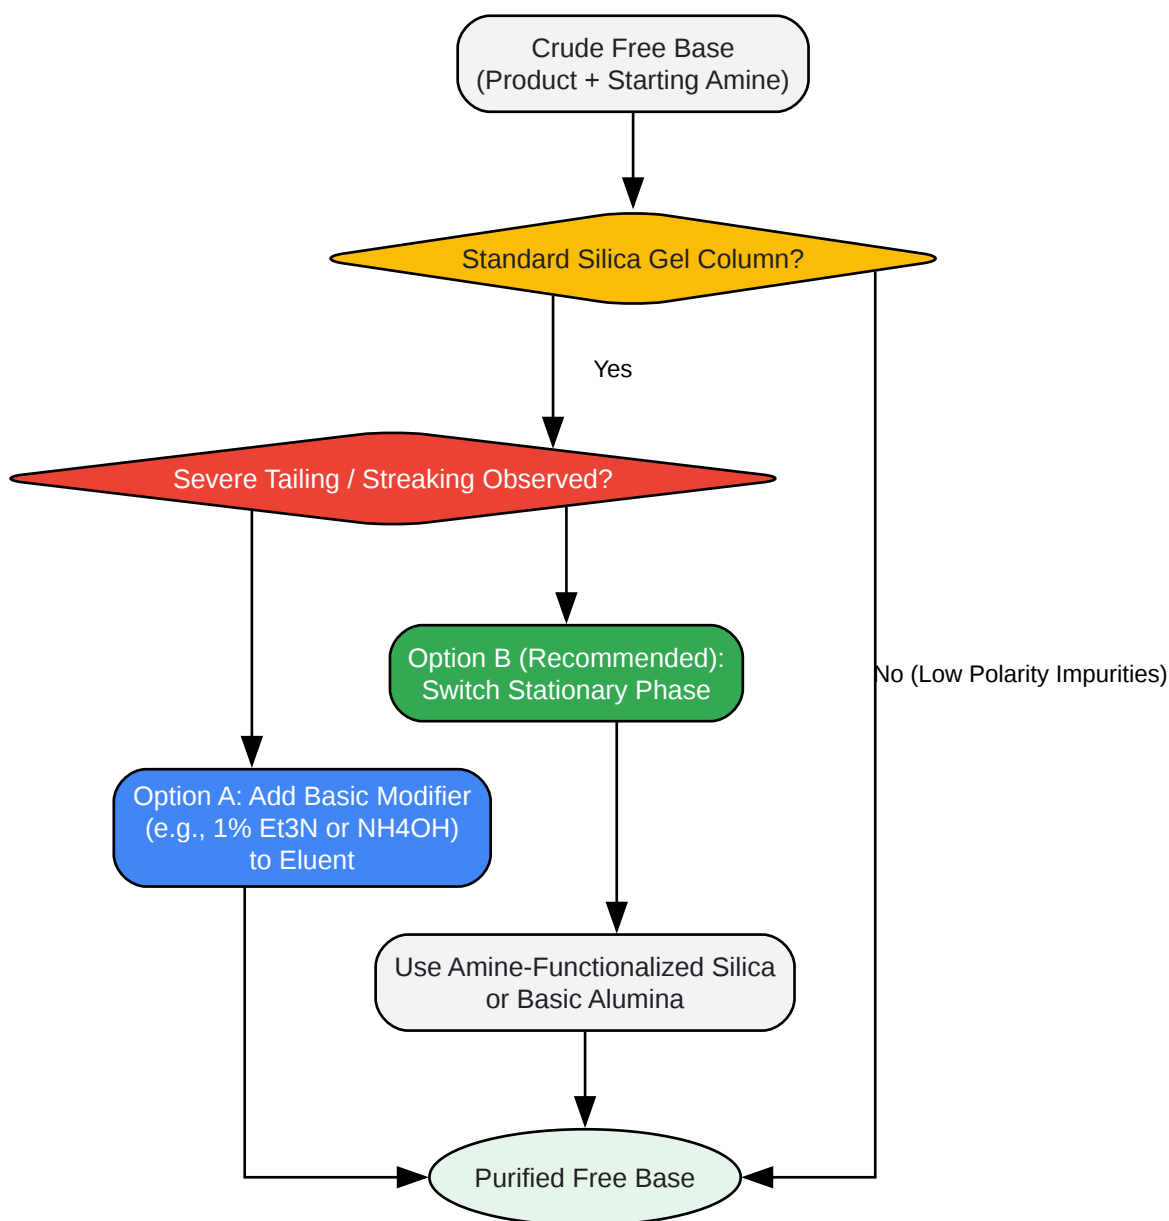 Crude Free Base
(Product + Starting Amine)
Standard Silica Gel Column?
Yes
Severe Tailing / Streaking Observed?
Option B (Recommended):
Switch Stationary Phase
No (Low Polarity Impurities)
Option A: Add Basic Modifier
(e.g., 1% Et3N or NH4OH)
to Eluent
Use Amine-Functionalized Silica
or Basic Alumina
Purified Free Base